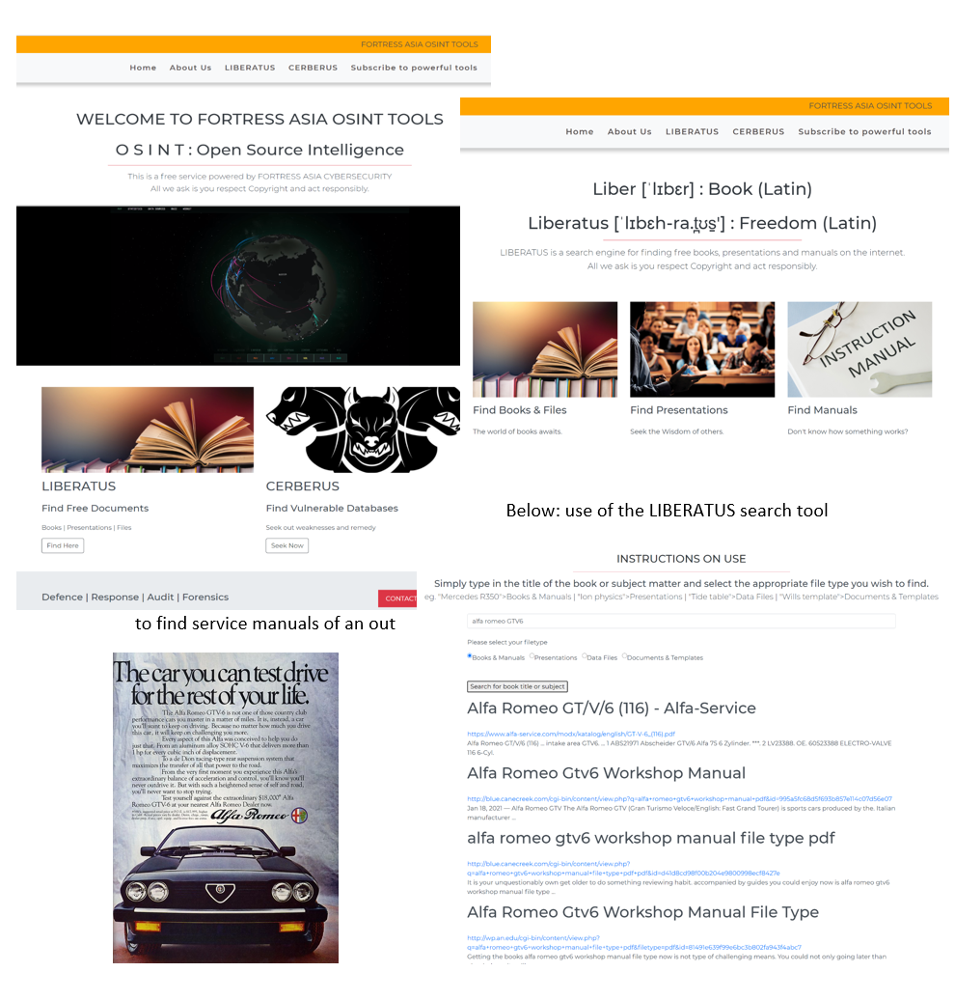 FORTRESS ASIA OSINT TOOLS
Home About Us LIBERATUS CERBERUS Subscribe to powerful tools
WELCOME TO FORTRESS ASIA OSINT TOOLS
O S I N T : Open Source Intelligence
This is a free service powered by FORTRESS ASIA CYBERSECURITY
All we ask is you respect Copyright and act responsibly.
LIBERATUS
Find Free Documents
Books | Presentations | Files
Find Here
CERBERUS
Find Vulnerable Databases
Seek out weaknesses and remedy
Seek Now
Defence | Response | Audit | Forensics
CONTACT
FORTRESS ASIA OSINT TOOLS
Home About Us LIBERATUS CERBERUS Subscribe to powerful tools
Liber [ˈlɪbɛr] : Book (Latin)
Liberatus [ˈlɪbɛh-ra.t̪ʊs̠'] : Freedom (Latin)
LIBERATUS is a search engine for finding free books, presentations and manuals on the internet.
All we ask is you respect Copyright and act responsibly.
INSTRUCTION
MANUAL
Find Books & Files
The world of books awaits.
Find Presentations
Seek the Wisdom of others.
Find Manuals
Don't know how something works?
Below: use of the LIBERATUS search tool
to find service manuals of an out
The car you can test drive
for the rest of your life.
The Alfa Romeo GTV-6 is not one of those country club
performance cars you master in a matter of miles. It is, instead, a car
you'll want to keep on driving. Because no matter how much you drive
this car, it will keep on challenging you more.
Every aspect of this Alfa was conceived to help you do
just that. From an aluminum alloy SOHC V-6 that delivers more than
1 hp for every cubic inch of displacement.
To a de Dion racing-type rear suspension system that
maximizes the transfer of all that power to the road.
From the very first moment you experience this Alfa's
extraordinary balance of acceleration and control, you'll know you'll
never outdrive it. But with such a heightened sense of self and road,
you'll never want to stop trying.
Test yourself against the extraordinary $18,000* Alfa
Romeo GTV-6 at your nearest Alfa Romeo Dealer now.
Alfa Romeo
INSTRUCTIONS ON USE
Simply type in the title of the book or subject matter and select the appropriate file type you wish to find.
eg. "Mercedes R350">Books & Manuals | "Ion physics">Presentations | "Tide table">Data Files | "Wills template">Documents & Templates
alfa romeo GTV6
Please select your filetype
Books & Manuals Presentations Data Files Documents & Templates
Search for book title or subject
Alfa Romeo GT/V/6 (116) - Alfa-Service
https://www.alfa-service.com/modx/katalog/english/GT-V-6_(116).pdf
Alfa Romeo GT/V/6 (116) ... intake area GTV6. ... 1 ABS21971 Abscheider GTV/6 Alfa 75 6 Zylinder. ***. 2 LV23388. OE. 60523388 ELECTRO-VALVE
116 6-Cyl.
Alfa Romeo Gtv6 Workshop Manual
http://blue.canecreek.com/cgi-bin/content/view.php?q=alfa+romeo+gtv6+workshop+manual+pdf&id=995a5fc68d5f693b857e114c07d56e07
Jan 18, 2021 — Alfa Romeo GTV The Alfa Romeo GTV (Gran Turismo Veloce/English: Fast Grand Tourer) is sports cars produced by the. Italian
manufacturer ...
alfa romeo gtv6 workshop manual file type pdf
http://blue.canecreek.com/cgi-bin/content/view.php?
q=alfa+romeo+gtv6+workshop+manual+file+type+pdf+pdf&id=d41d8cd98f00b204e9800998ecf8427e
It is your unquestionably own get older to do something reviewing habit. accompanied by guides you could enjoy now is alfa romeo gtv6
workshop manual file type ...
Alfa Romeo Gtv6 Workshop Manual File Type
http://wp.an.edu/cgi-bin/content/view.php?
q=alfa+romeo+gtv6+workshop+manual+file+type+pdf&filetype=pdf&id=81491e639f99e6bc3b802fa943f4abc7
Getting the books alfa romeo gtv6 workshop manual file type now is not type of challenging means. You could not only going later than